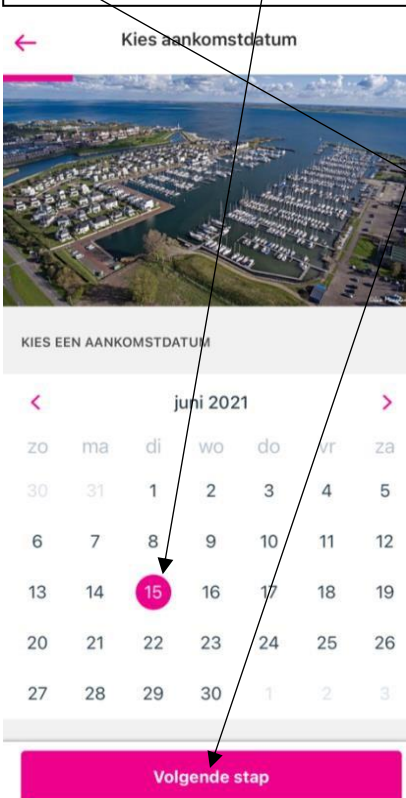 Kies aankomstdatum
KIES EEN AANKOMSTDATUM
< juni 2021 >
zo ma di wo do vr za
30 31 1 2 3 4 5
6 7 8 9 10 11 12
13 14 15 16 17 18 19
20 21 22 23 24 25 26
27 28 29 30 1 2 3
Volgende stap